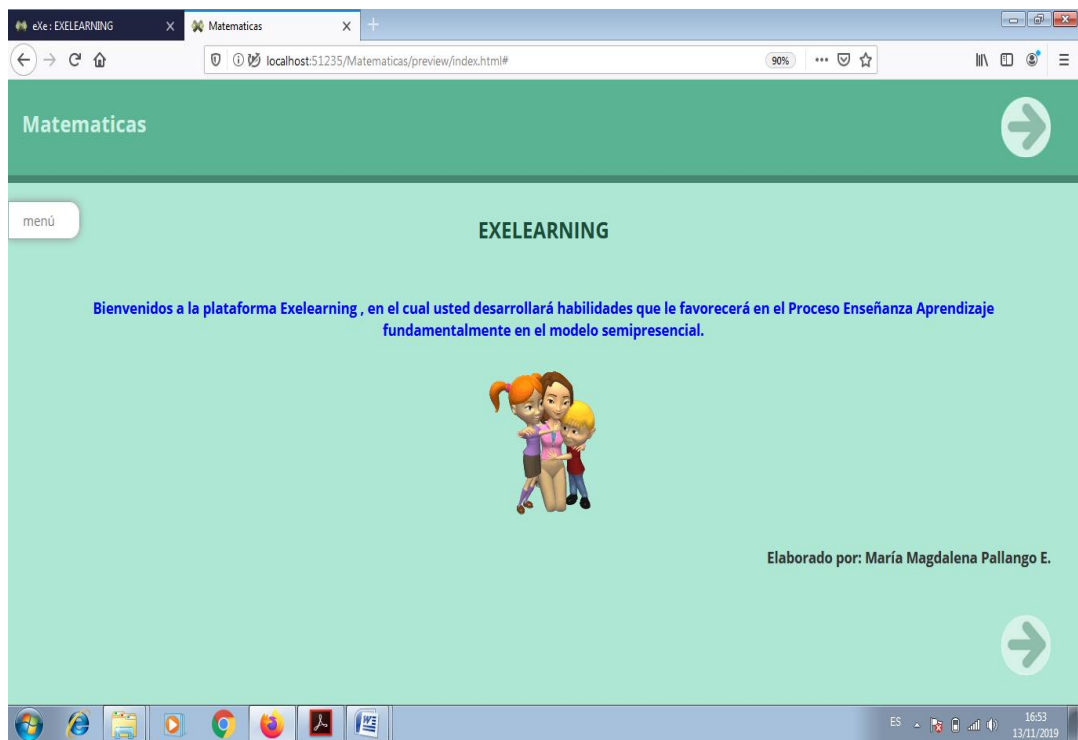 eXe : EXELEARNING
Matematicas
localhost:51235/Matematicas/preview/index.html#
90%
Matematicas
menú
EXELEARNING
Bienvenidos a la plataforma Exelearning , en el cual usted desarrollará habilidades que le favorecerá en el Proceso Enseñanza Aprendizaje
fundamentalmente en el modelo semipresencial.
Elaborado por: María Magdalena Pallango E.
ES
16:53
13/11/2019